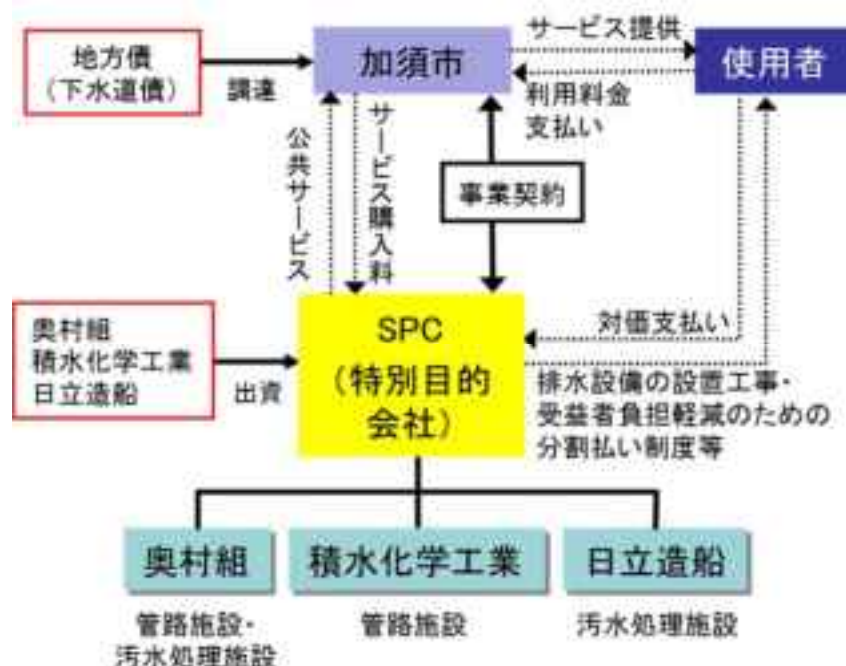 地方債
（下水道債）
調達
加須市
サービス提供
使用者
利用料金
支払い
公共サービス
サービス購入料
事業契約
奥村組
積水化学工業
日立造船
出資
SPC
（特別目的
会社）
対価支払い
排水設備の設置工事・
受益者負担軽減のための
分割払い制度等
奥村組
積水化学工業
日立造船
管路施設・
汚水処理施設
管路施設
汚水処理施設